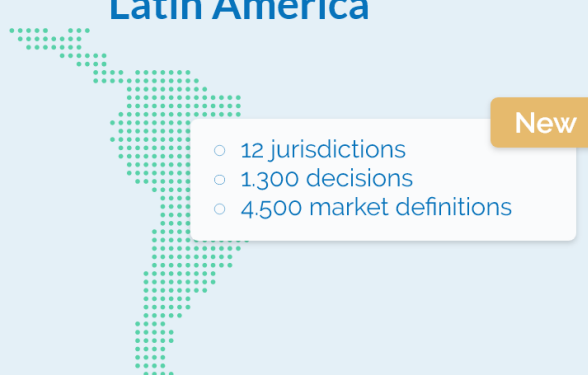 Latin America
New
12 jurisdictions
1.300 decisions
4.500 market definitions